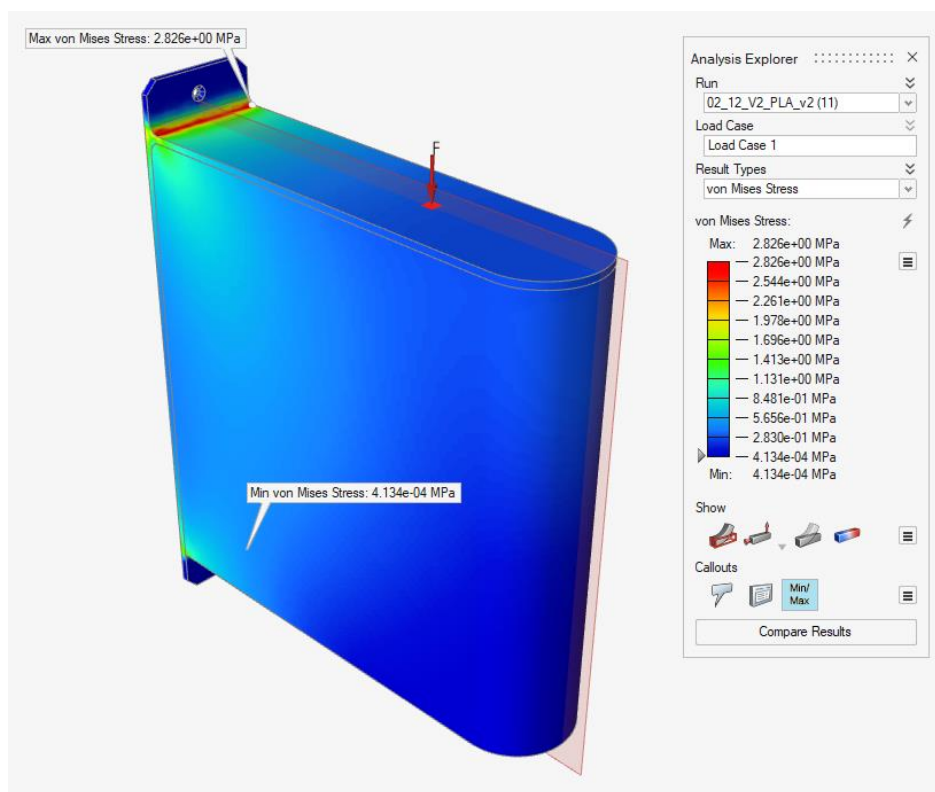 Max von Mises Stress: 2.826e+00 MPa
F
Min von Mises Stress: 4.134e-04 MPa
Analysis Explorer
Run
02_12_V2_PLA_v2 (11)
Load Case
Load Case 1
Result Types
von Mises Stress
von Mises Stress:
Max: 2.826e+00 MPa
2.826e+00 MPa
2.544e+00 MPa
2.261e+00 MPa
1.978e+00 MPa
1.696e+00 MPa
1.413e+00 MPa
1.131e+00 MPa
8.481e-01 MPa
5.656e-01 MPa
2.830e-01 MPa
4.134e-04 MPa
Min: 4.134e-04 MPa
Show
Callouts
Min/
Max
Compare Results